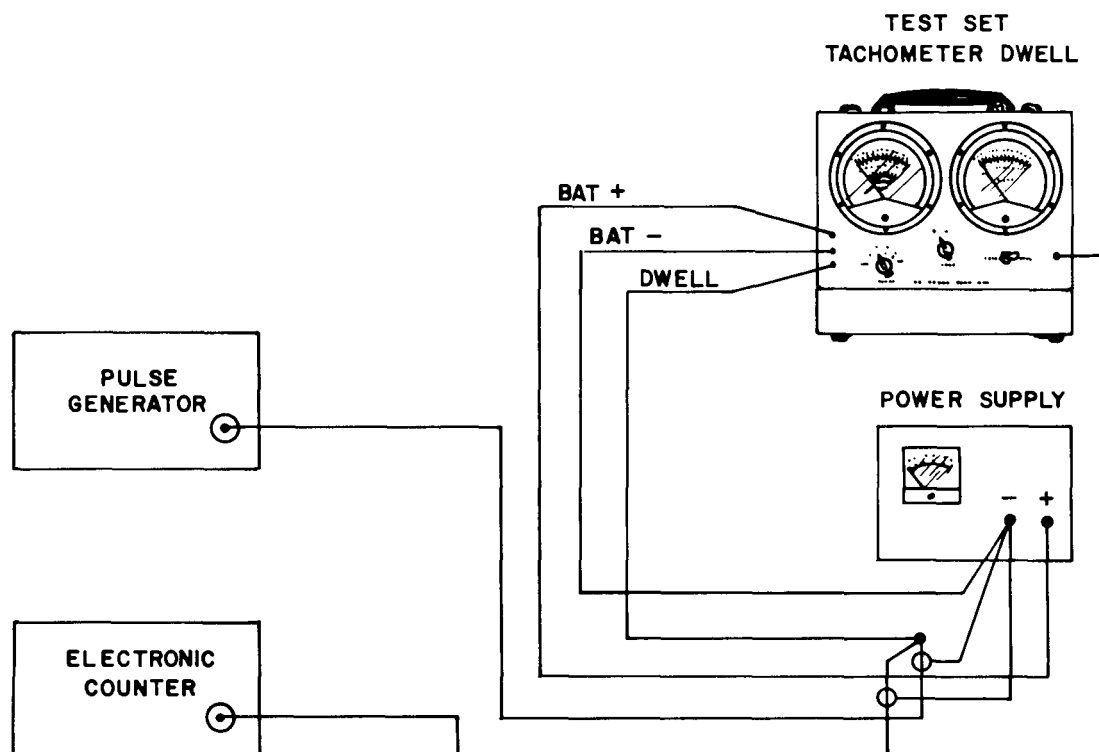 TEST SET
TACHOMETER DWELL
BAT +
BAT -
DWELL
PULSE
GENERATOR
POWER SUPPLY
- +
ELECTRONIC
COUNTER